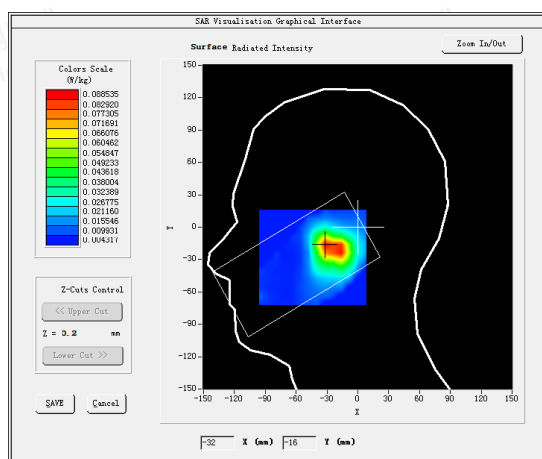 SAR Visualisation Graphical Interface
Surface Radiated Intensity
Zoom In/Out
Colors Scale
(W/kg)
0.088535
0.082920
0.077305
0.071691
0.066076
0.060462
0.054847
0.049233
0.043618
0.038004
0.032389
0.026775
0.021160
0.015546
0.009931
0.004317
Z-Cuts Control
<< Upper Cut
Z = 0.2 mm
Lower Cut >>
SAVE Cancel
150
120
90
60
30
0
-30
-60
-90
-120
-150
Y
-150 -120 -90 -60 -30 0 30 60 90 120 150
X
-32 X (mm) -16 Y (mm)